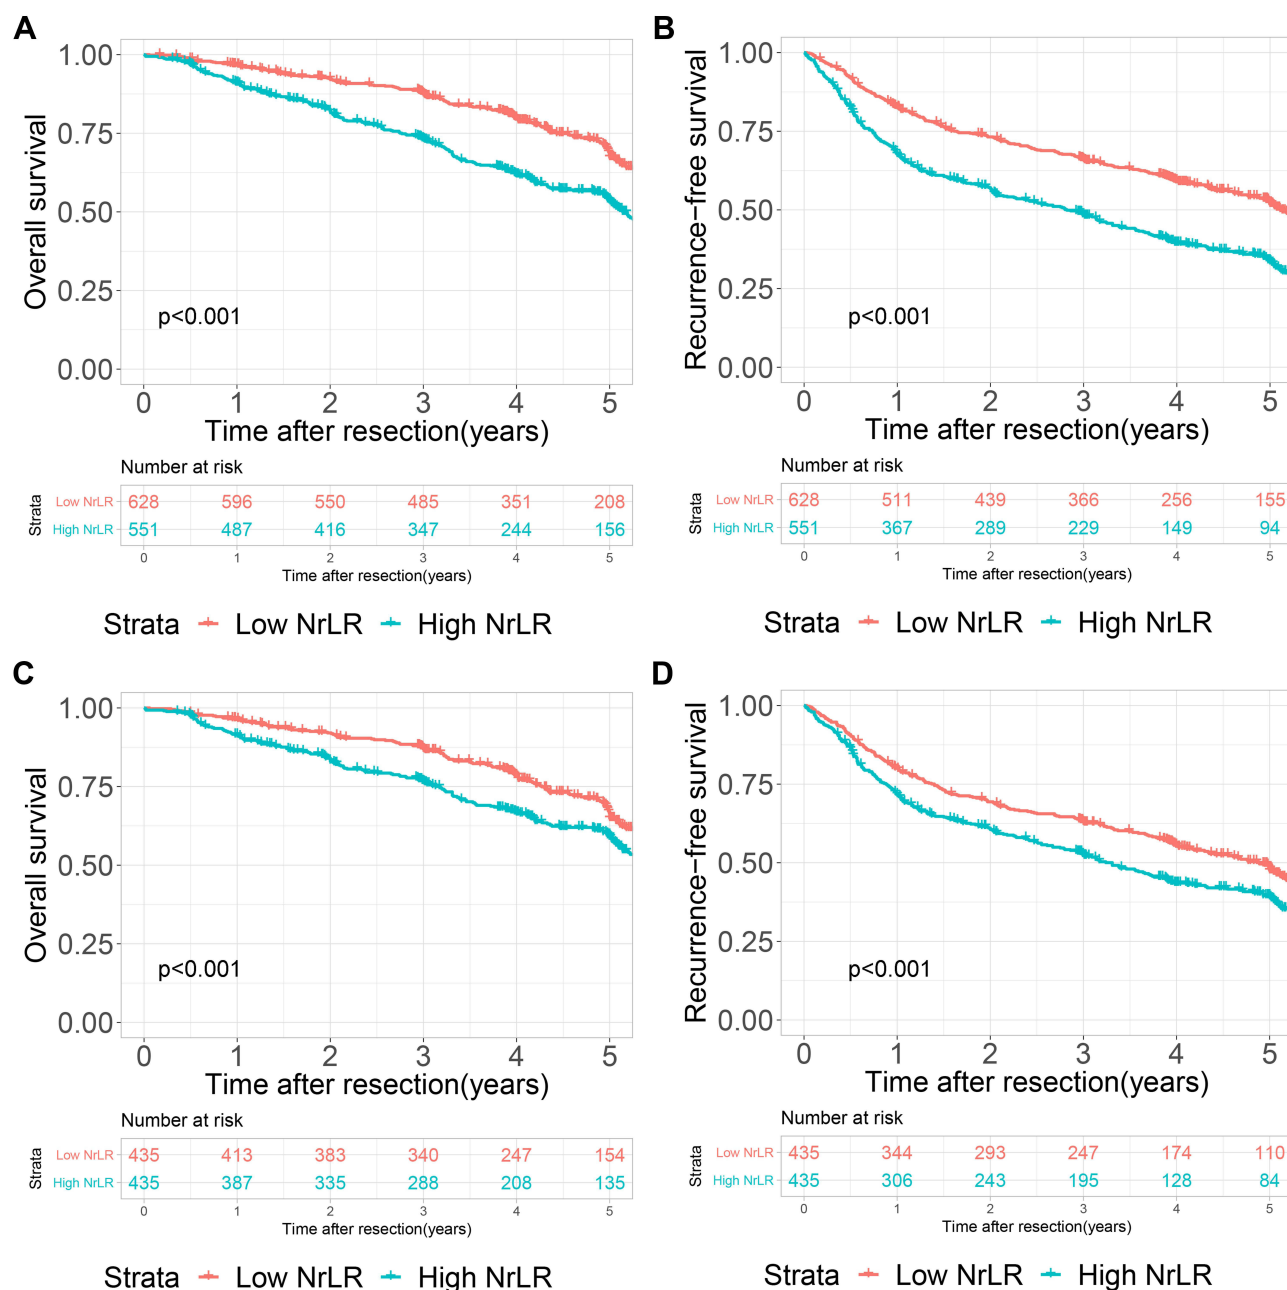 A
Overall survival
1.00
0.75
0.50
0.25
0.00
p<0.001
0 1 2 3 4 5
Time after resection(years)
Number at risk
Strata
Low NrLR 628 596 550 485 351 208
High NrLR 551 487 416 347 244 156
0 1 2 3 4 5
Time after resection(years)
Strata Low NrLR High NrLR
B
Recurrence-free survival
1.00
0.75
0.50
0.25
0.00
p<0.001
0 1 2 3 4 5
Time after resection(years)
Number at risk
Strata
Low NrLR 628 511 439 366 256 155
High NrLR 551 367 289 229 149 94
0 1 2 3 4 5
Time after resection(years)
Strata Low NrLR High NrLR
C
Overall survival
1.00
0.75
0.50
0.25
0.00
p<0.001
0 1 2 3 4 5
Time after resection(years)
Number at risk
Strata
Low NrLR 435 413 383 340 247 154
High NrLR 435 387 335 288 208 135
0 1 2 3 4 5
Time after resection(years)
Strata Low NrLR High NrLR
D
Recurrence-free survival
1.00
0.75
0.50
0.25
0.00
p<0.001
0 1 2 3 4 5
Time after resection(years)
Number at risk
Strata
Low NrLR 435 344 293 247 174 110
High NrLR 435 306 243 195 128 84
0 1 2 3 4 5
Time after resection(years)
Strata Low NrLR High NrLR